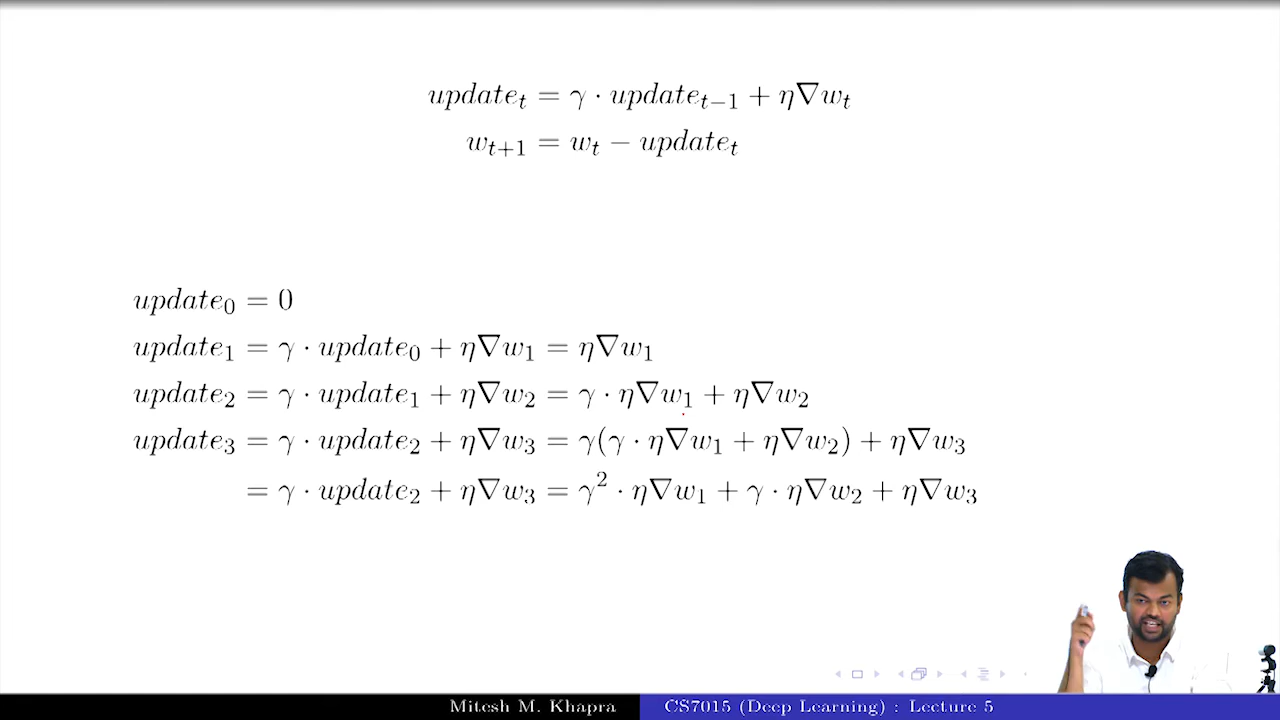 update_t = γ · update_{t−1} + η∇w_t
w_{t+1} = w_t − update_t
update_0 = 0
update_1 = γ · update_0 + η∇w_1 = η∇w_1
update_2 = γ · update_1 + η∇w_2 = γ · η∇w_1 + η∇w_2
update_3 = γ · update_2 + η∇w_3 = γ(γ · η∇w_1 + η∇w_2) + η∇w_3
= γ · update_2 + η∇w_3 = γ² · η∇w_1 + γ · η∇w_2 + η∇w_3
Mitesh M. Khapra CS7015 (Deep Learning) : Lecture 5